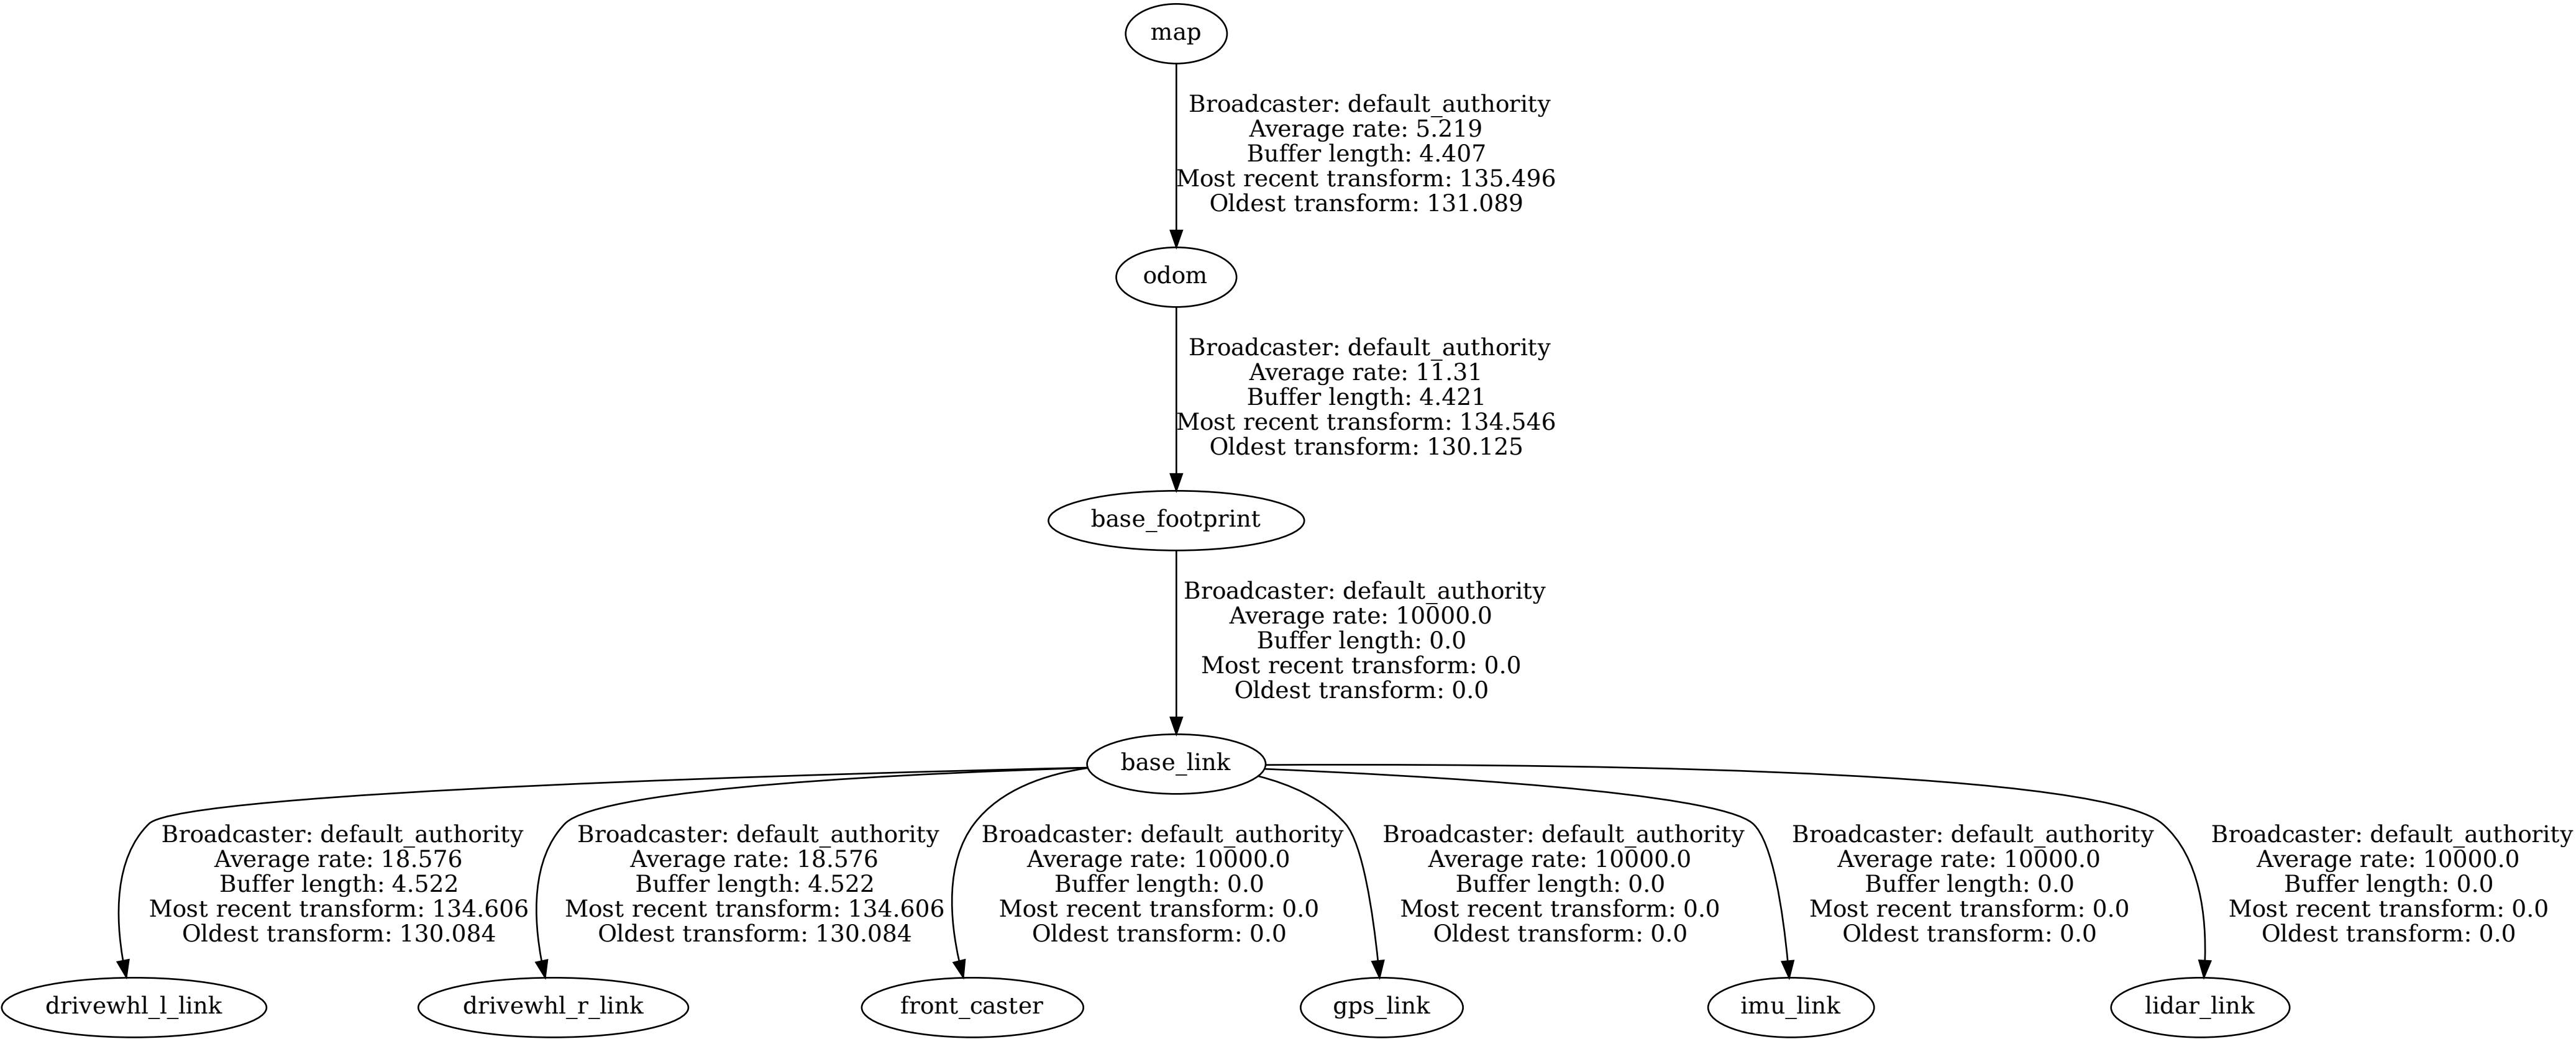 map
Broadcaster: default_authority
Average rate: 5.219
Buffer length: 4.407
Most recent transform: 135.496
Oldest transform: 131.089
odom
Broadcaster: default_authority
Average rate: 11.31
Buffer length: 4.421
Most recent transform: 134.546
Oldest transform: 130.125
base_footprint
Broadcaster: default_authority
Average rate: 10000.0
Buffer length: 0.0
Most recent transform: 0.0
Oldest transform: 0.0
base_link
Broadcaster: default_authority
Average rate: 18.576
Buffer length: 4.522
Most recent transform: 134.606
Oldest transform: 130.084
Broadcaster: default_authority
Average rate: 18.576
Buffer length: 4.522
Most recent transform: 134.606
Oldest transform: 130.084
Broadcaster: default_authority
Average rate: 10000.0
Buffer length: 0.0
Most recent transform: 0.0
Oldest transform: 0.0
Broadcaster: default_authority
Average rate: 10000.0
Buffer length: 0.0
Most recent transform: 0.0
Oldest transform: 0.0
Broadcaster: default_authority
Average rate: 10000.0
Buffer length: 0.0
Most recent transform: 0.0
Oldest transform: 0.0
Broadcaster: default_authority
Average rate: 10000.0
Buffer length: 0.0
Most recent transform: 0.0
Oldest transform: 0.0
drivewhl_l_link
drivewhl_r_link
front_caster
gps_link
imu_link
lidar_link